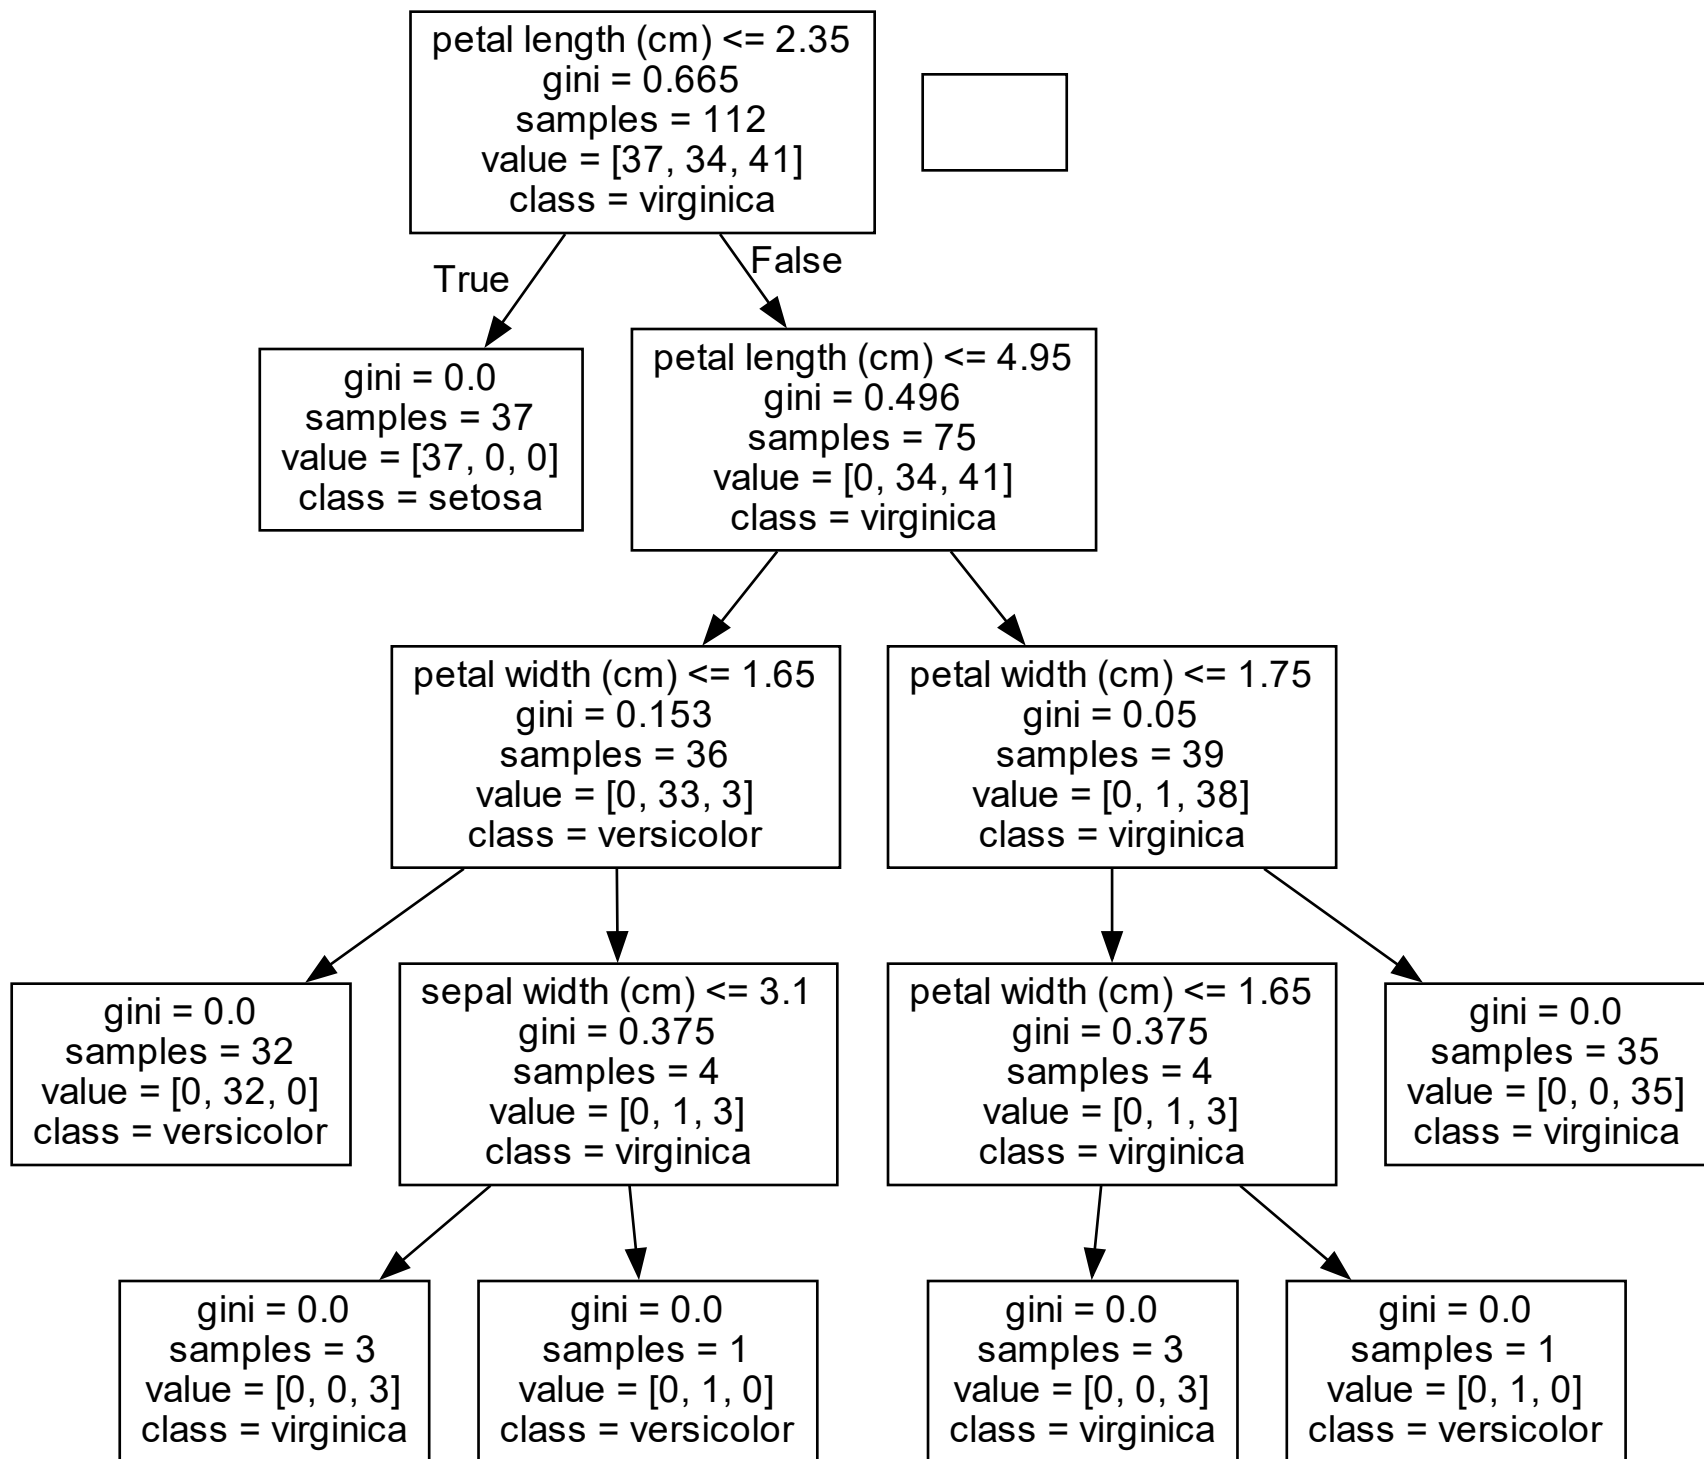 petal length (cm) <= 2.35
gini = 0.665
samples = 112
value = [37, 34, 41]
class = virginica
True
False
gini = 0.0
samples = 37
value = [37, 0, 0]
class = setosa
petal length (cm) <= 4.95
gini = 0.496
samples = 75
value = [0, 34, 41]
class = virginica
petal width (cm) <= 1.65
gini = 0.153
samples = 36
value = [0, 33, 3]
class = versicolor
petal width (cm) <= 1.75
gini = 0.05
samples = 39
value = [0, 1, 38]
class = virginica
gini = 0.0
samples = 32
value = [0, 32, 0]
class = versicolor
sepal width (cm) <= 3.1
gini = 0.375
samples = 4
value = [0, 1, 3]
class = virginica
petal width (cm) <= 1.65
gini = 0.375
samples = 4
value = [0, 1, 3]
class = virginica
gini = 0.0
samples = 35
value = [0, 0, 35]
class = virginica
gini = 0.0
samples = 3
value = [0, 0, 3]
class = virginica
gini = 0.0
samples = 1
value = [0, 1, 0]
class = versicolor
gini = 0.0
samples = 3
value = [0, 0, 3]
class = virginica
gini = 0.0
samples = 1
value = [0, 1, 0]
class = versicolor